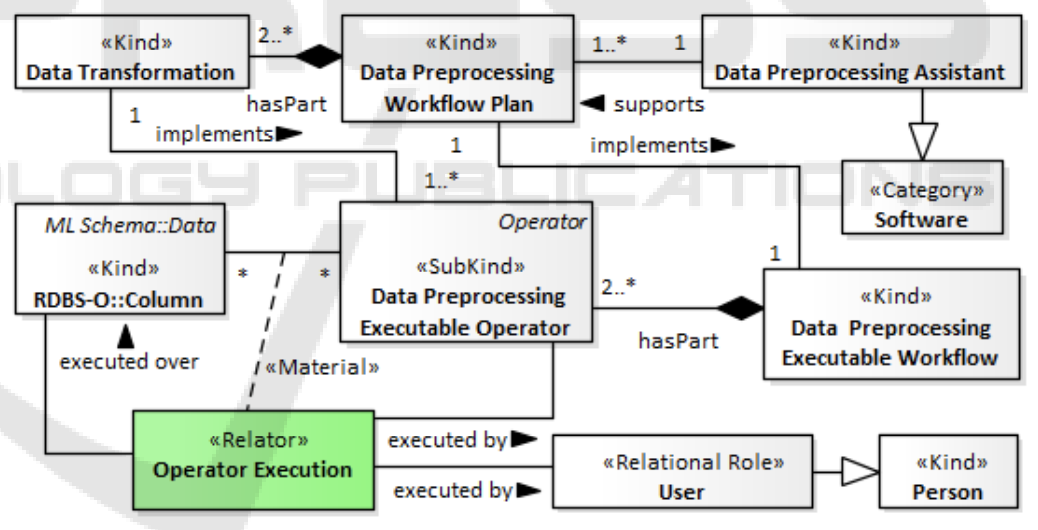 «Kind»
Data Transformation
2..*
hasPart
«Kind»
Data Preprocessing
Workflow Plan
1..*
1
supports
«Kind»
Data Preprocessing Assistant
1
implements
1
implements
«Category»
Software
1..*
ML Schema::Data
«Kind»
RDBS-O::Column
*
*
Operator
«SubKind»
Data Preprocessing
Executable Operator
2..*
hasPart
1
«Kind»
Data Preprocessing
Executable Workflow
executed over
«Material»
«Relator»
Operator Execution
executed by
executed by
«Relational Role»
User
«Kind»
Person
OLOGY PUBLICATIONS